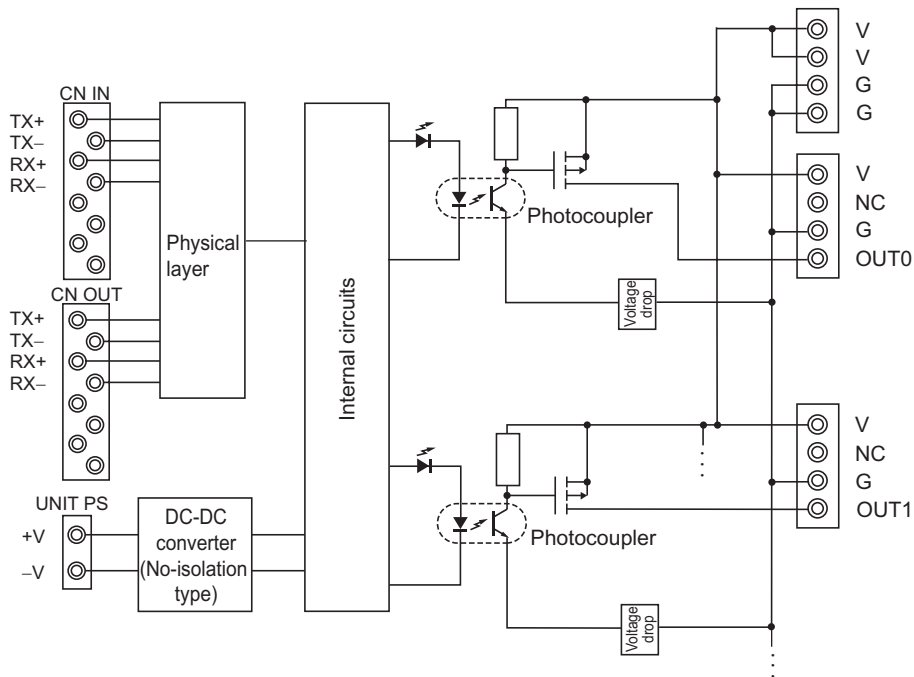 CN IN
TX+
TX−
RX+
RX−
Physical
layer
CN OUT
TX+
TX−
RX+
RX−
UNIT PS
+V
−V
DC-DC
converter
(No-isolation
type)
Internal circuits
Photocoupler
Voltage
drop
Photocoupler
Voltage
drop
V
V
G
G
V
NC
G
OUT0
V
NC
G
OUT1